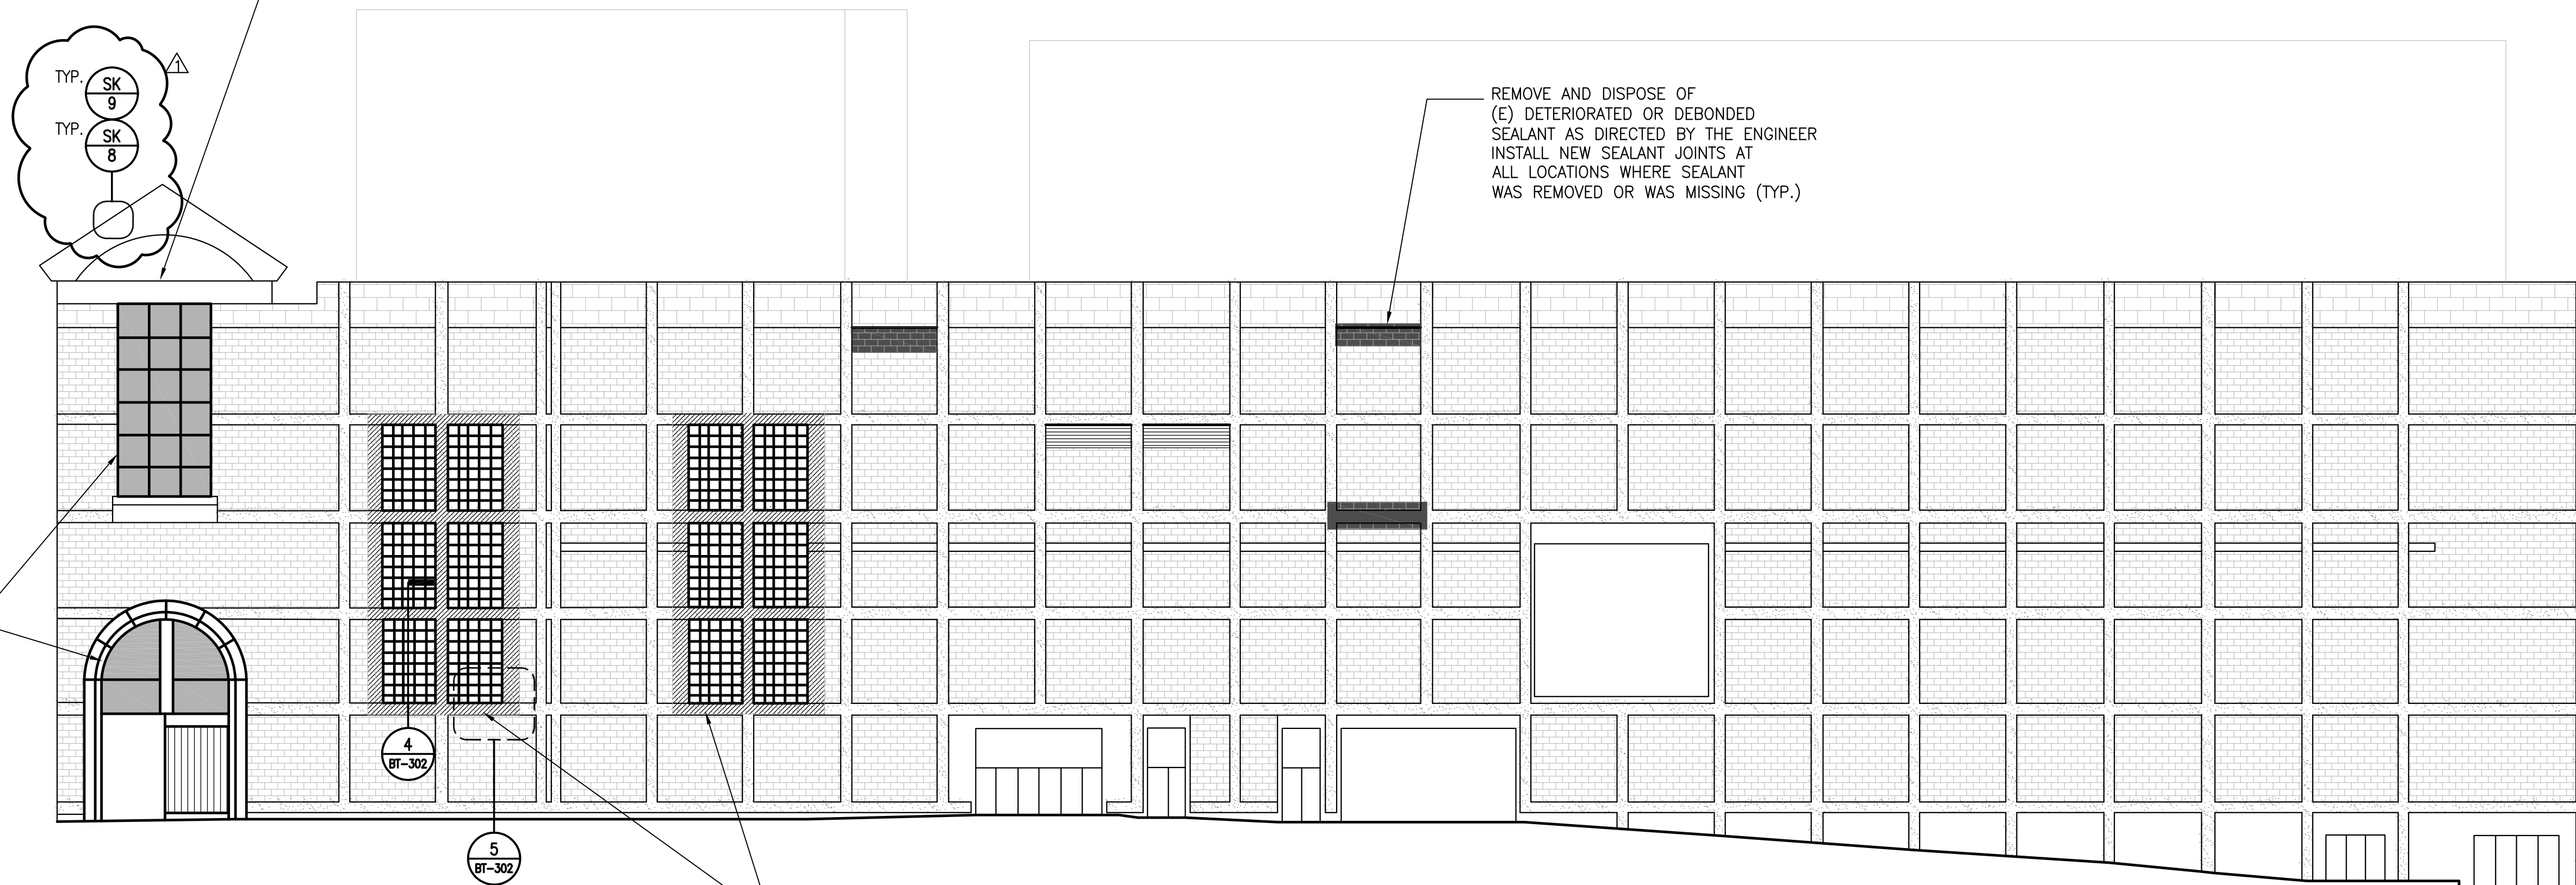 TYP.
SK
9
1
TYP.
SK
8
REMOVE AND DISPOSE OF
(E) DETERIORATED OR DEBONDED
SEALANT AS DIRECTED BY THE ENGINEER
INSTALL NEW SEALANT JOINTS AT
ALL LOCATIONS WHERE SEALANT
WAS REMOVED OR WAS MISSING (TYP.)
4
BT-302
5
BT-302